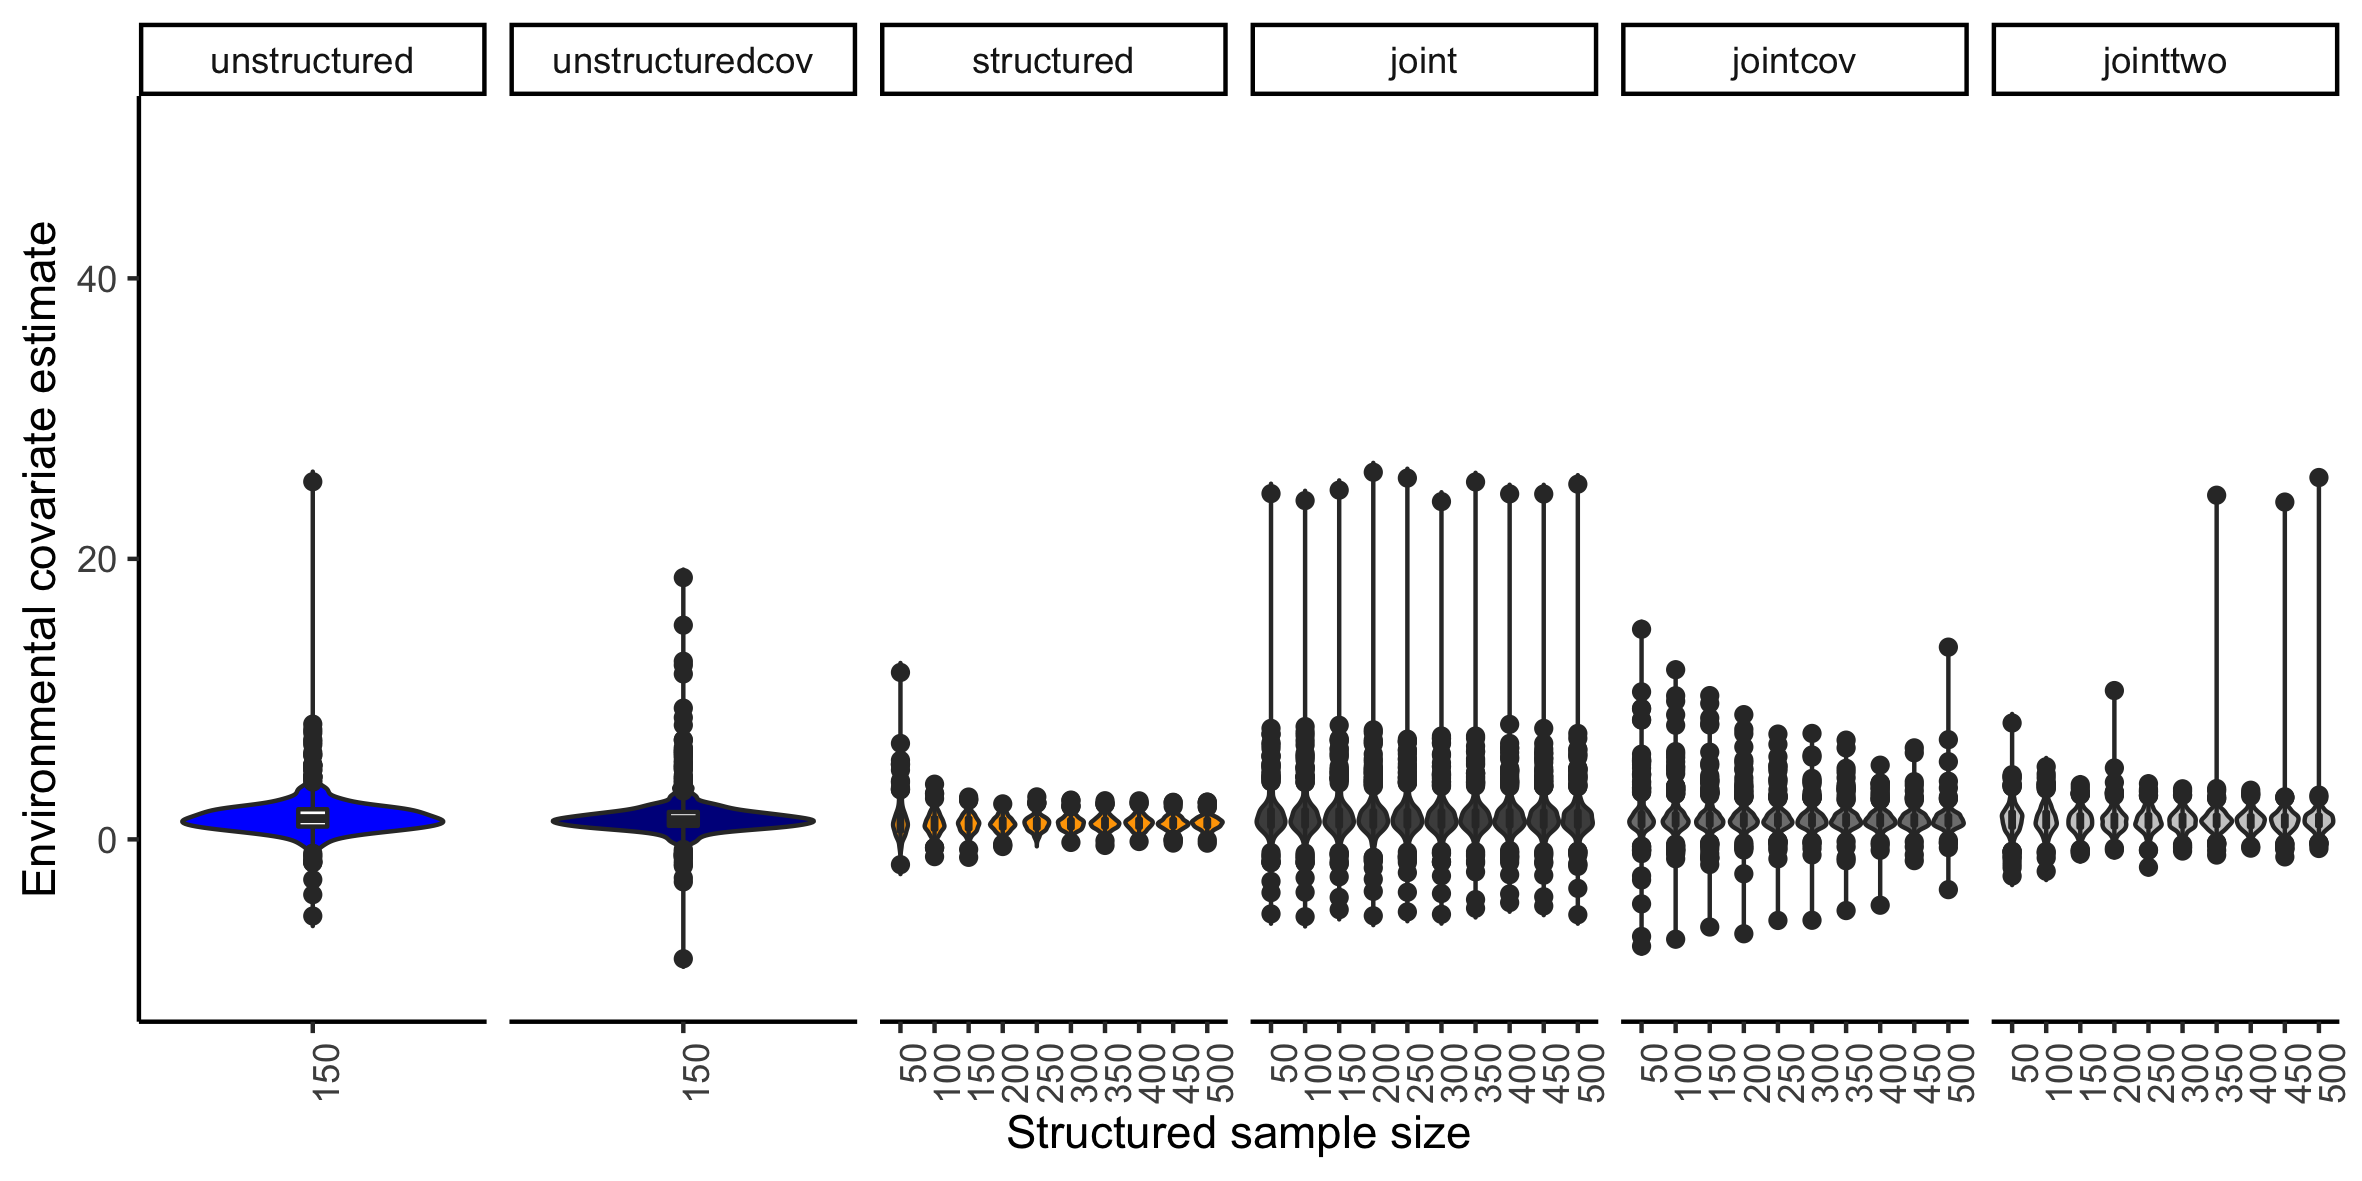 unstructured unstructuredcov structured joint jointcov jointtwo
Environmental covariate estimate
40
20
0
150 150 50 100 150 200 250 300 350 400 450 500 50 100 150 200 250 300 350 400 450 500 50 100 150 200 250 300 350 400 450 500 50 100 150 200 250 300 350 400 450 500
Structured sample size